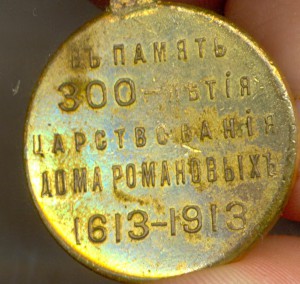 ВЪ ПАМЯТЬ
300-ЛѢТІЯ
ЦАРСТВОВАНІЯ
ДОМА РОМАНОВЫХЪ
1613-1913